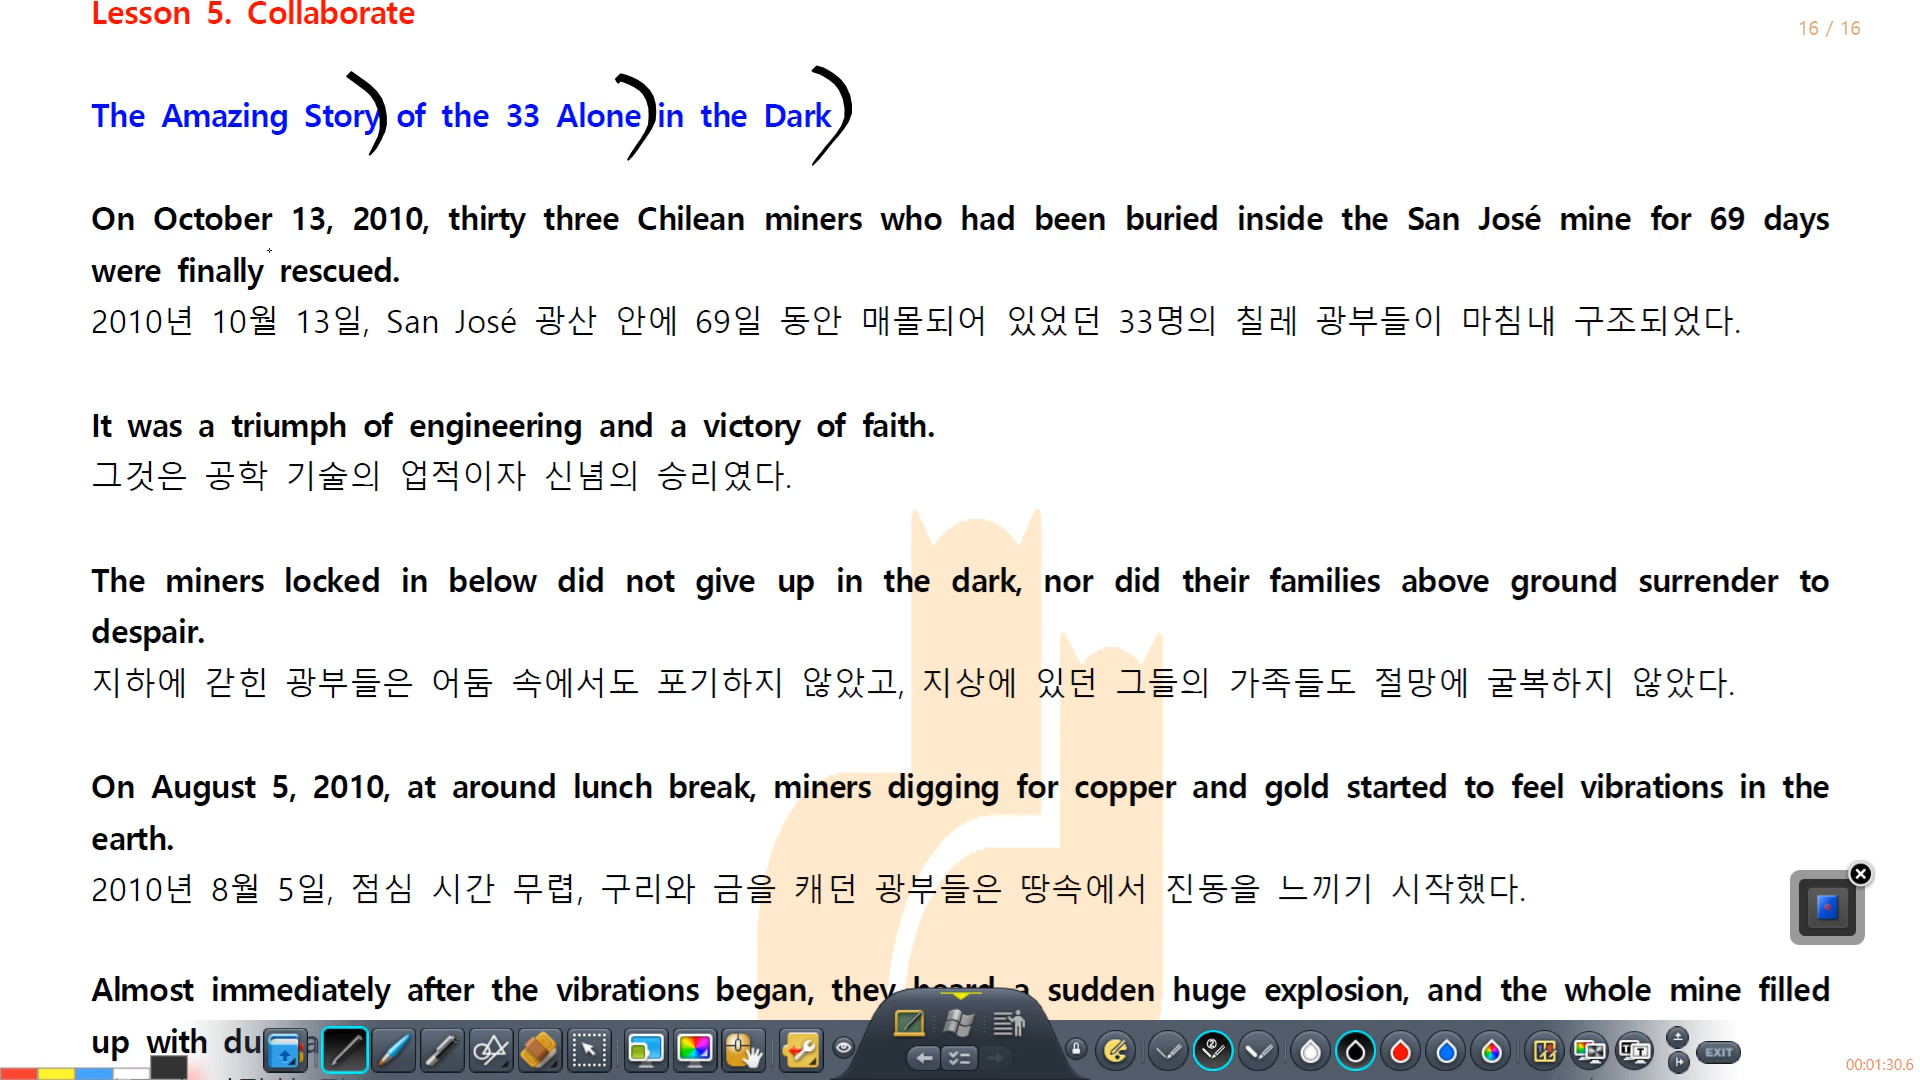 Lesson 5. Collaborate
16 / 16
The Amazing Story of the 33 Alone in the Dark
On October 13, 2010, thirty three Chilean miners who had been buried inside the San José mine for 69 days
were finally rescued.
2010년 10월 13일, San José 광산 안에 69일 동안 매몰되어 있었던 33명의 칠레 광부들이 마침내 구조되었다.
It was a triumph of engineering and a victory of faith.
그것은 공학 기술의 업적이자 신념의 승리였다.
The miners locked in below did not give up in the dark, nor did their families above ground surrender to
despair.
지하에 갇힌 광부들은 어둠 속에서도 포기하지 않았고, 지상에 있던 그들의 가족들도 절망에 굴복하지 않았다.
On August 5, 2010, at around lunch break, miners digging for copper and gold started to feel vibrations in the
earth.
2010년 8월 5일, 점심 시간 무렵, 구리와 금을 캐던 광부들은 땅속에서 진동을 느끼기 시작했다.
Almost immediately after the vibrations began, they heard a sudden huge explosion, and the whole mine filled
up with
EXIT
00:01:30.6